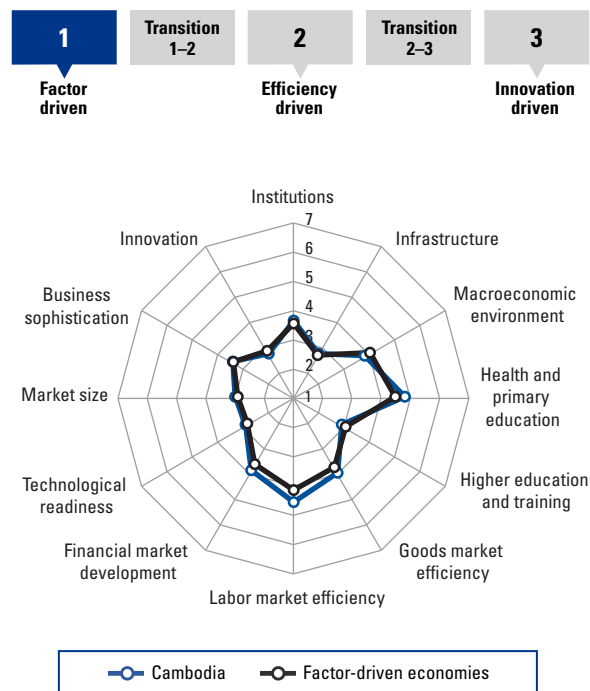 1
Transition
1–2
2
Transition
2–3
3
Factor
driven
Efficiency
driven
Innovation
driven
Institutions
Infrastructure
Macroeconomic
environment
Health and
primary
education
Higher education
and training
Goods market
efficiency
Labor market efficiency
Financial market
development
Technological
readiness
Market size
Business
sophistication
Innovation
7
6
5
4
3
2
1
Cambodia
Factor-driven economies